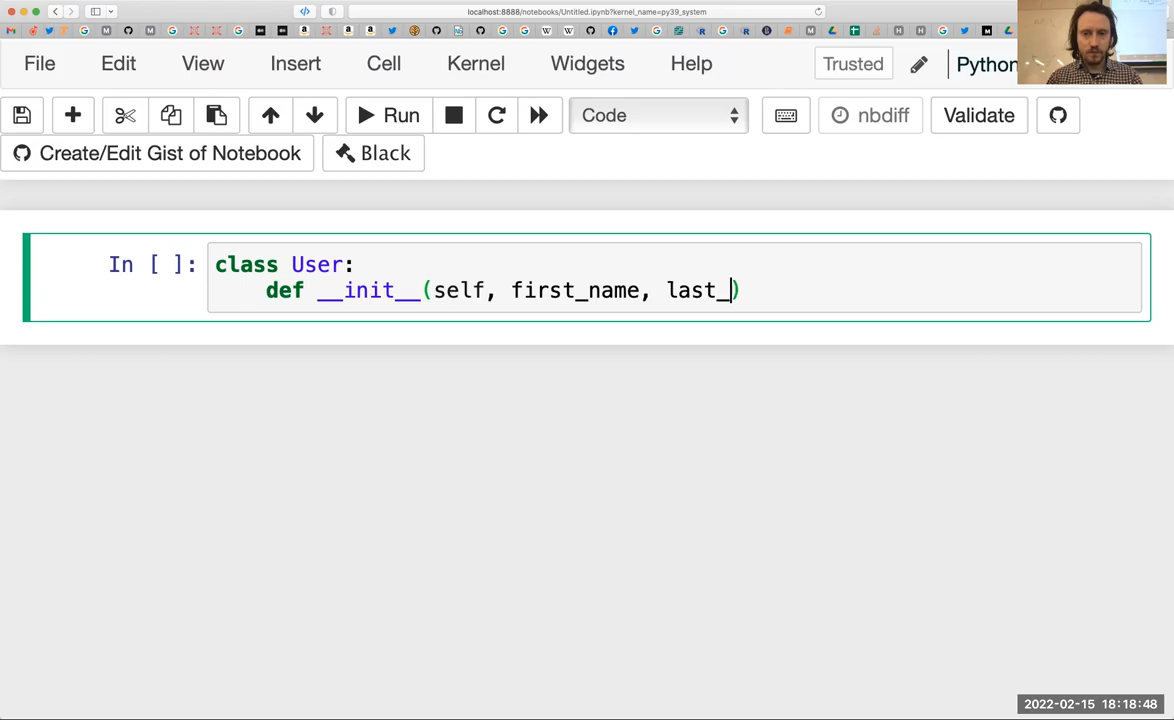 localhost:8888/notebooks/Untitled.ipynb?kernel_name=py39_system
File Edit View Insert Cell Kernel Widgets Help Trusted Python
Run Code nbdiff Validate
Create/Edit Gist of Notebook Black
In [ ]: class User:
def __init__(self, first_name, last_)
2022-02-15 18:18:48